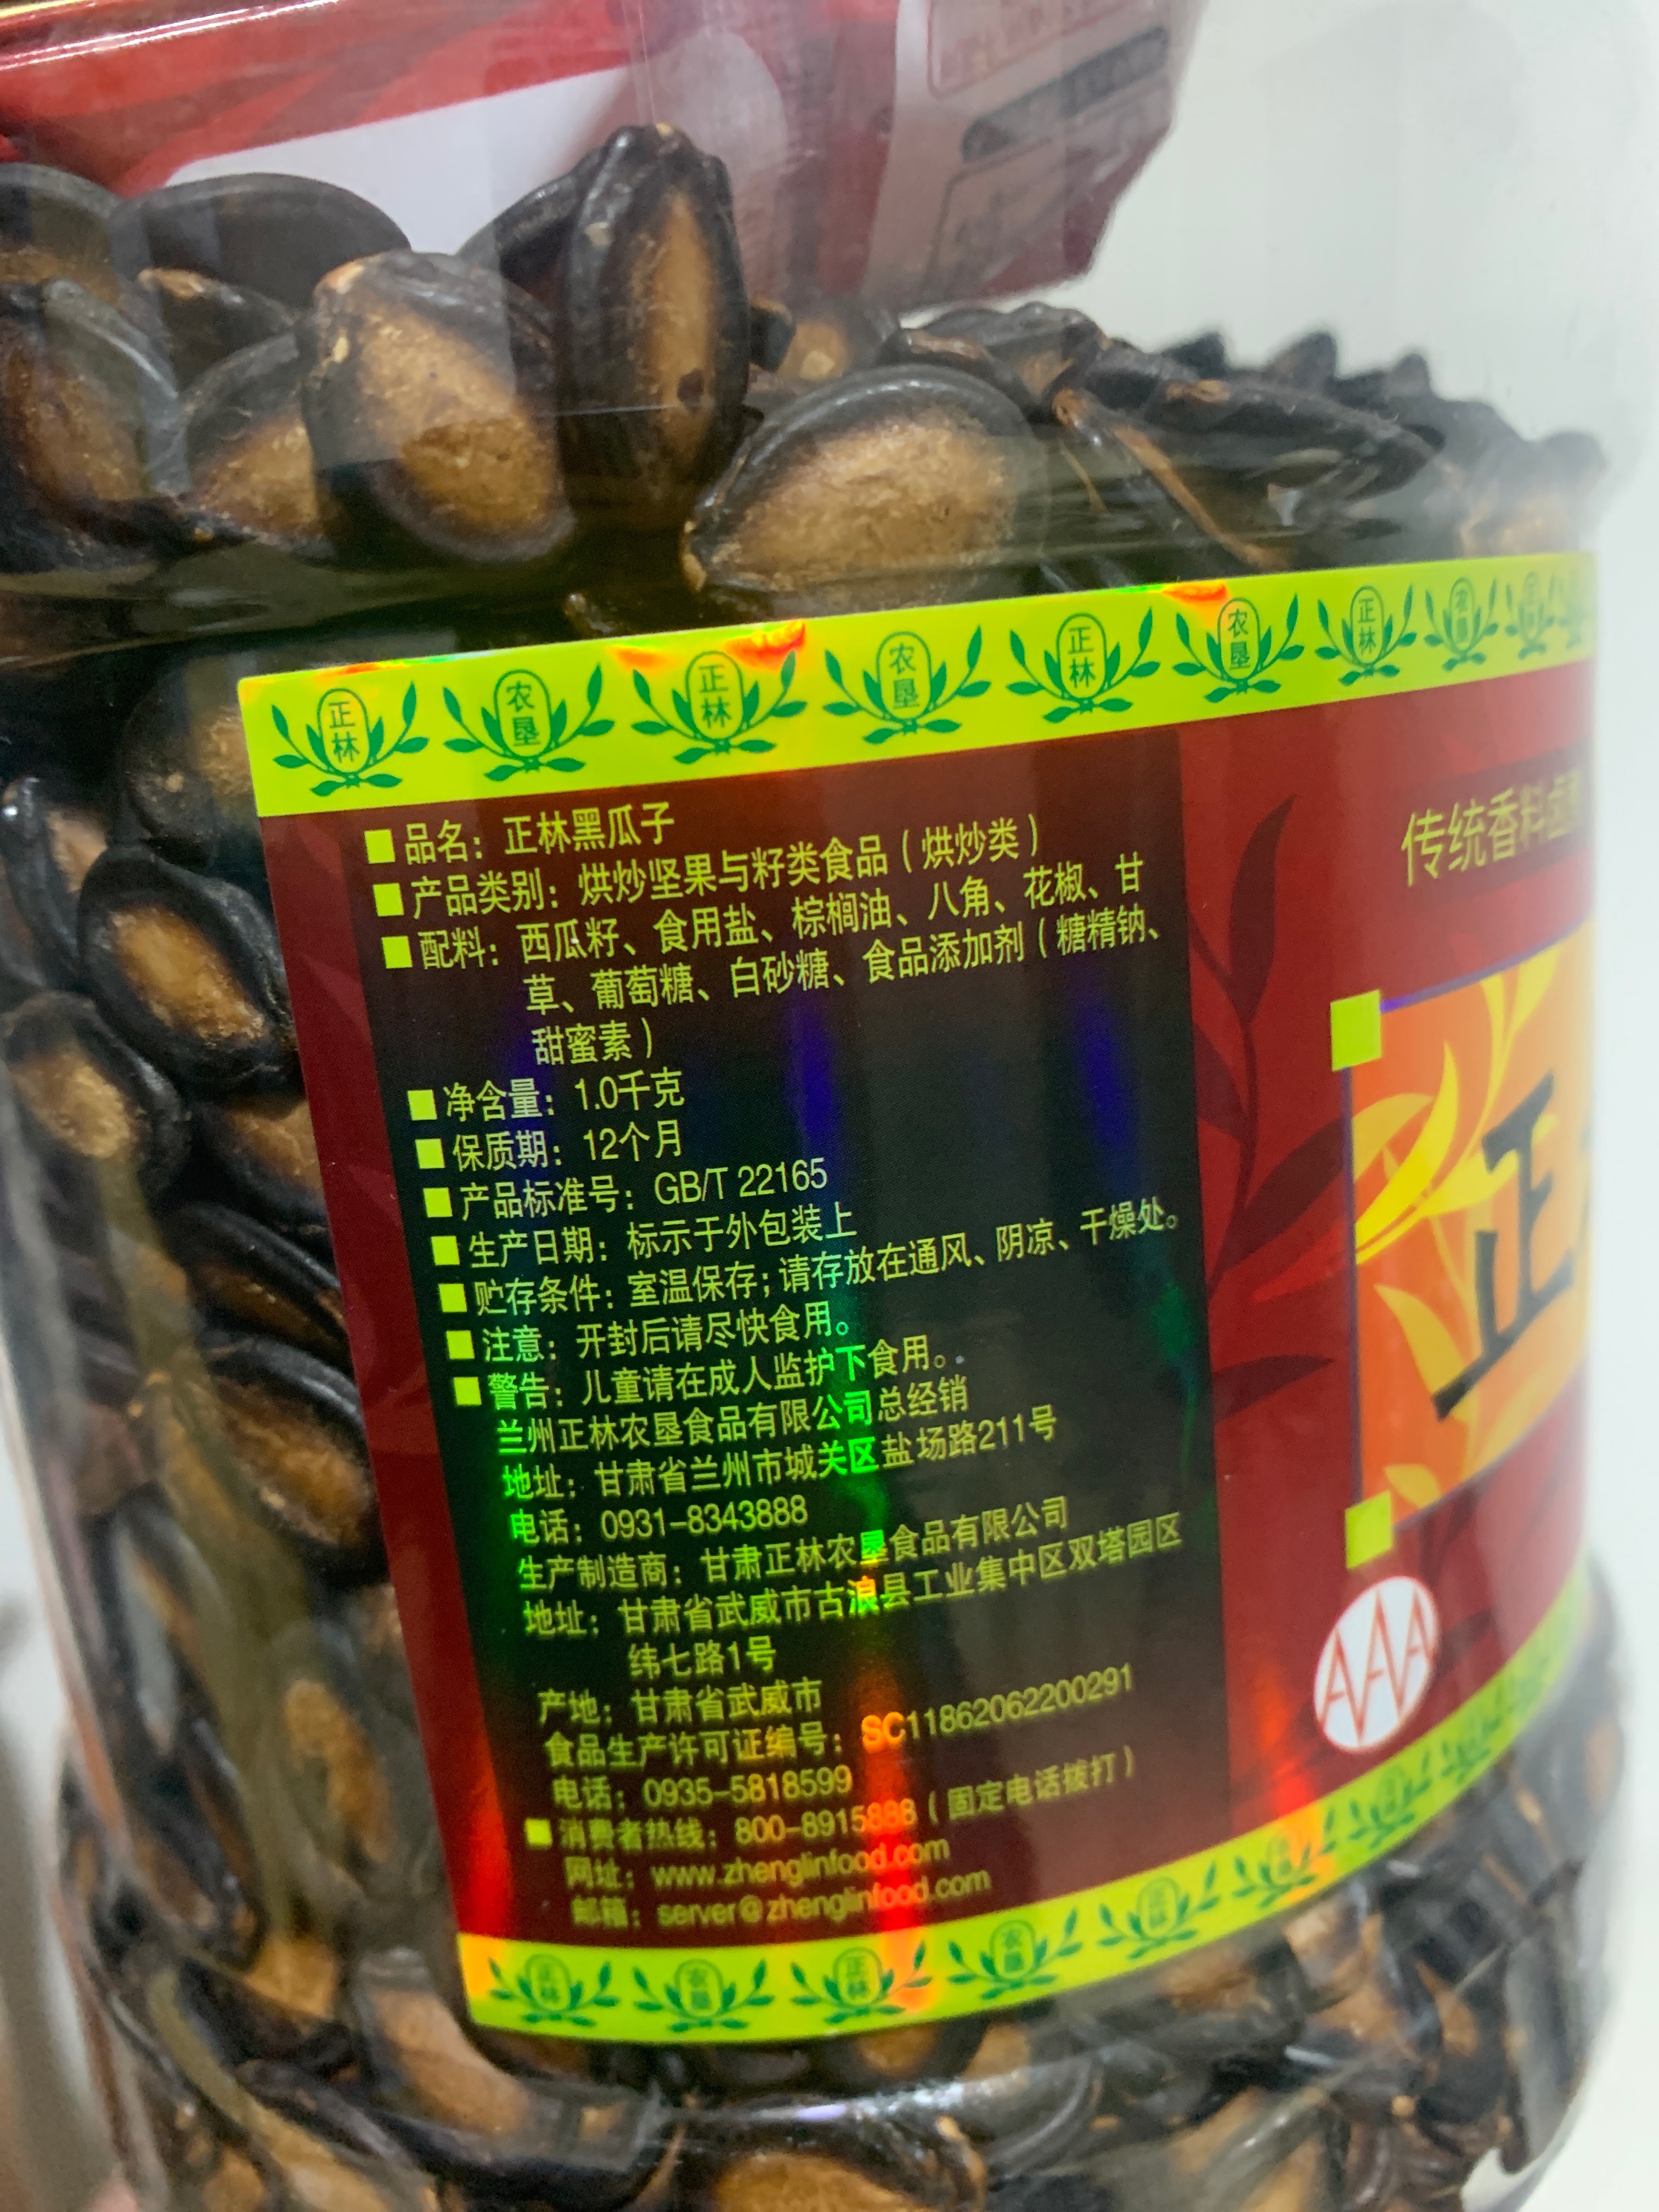 正林 农垦 正林 农垦 正林 农垦 正林
■品名：正林黑瓜子
■产品类别：烘炒坚果与籽类食品（烘炒类）
■配料：西瓜籽、食用盐、棕榈油、八角、花椒、甘
草、葡萄糖、白砂糖、食品添加剂（糖精钠、
甜蜜素）
■净含量：1.0千克
■保质期：12个月
■产品标准号：GB/T 22165
■生产日期：标示于外包装上
■贮存条件：室温保存；请存放在通风、阴凉、干燥处。
■注意：开封后请尽快食用。
■警告：儿童请在成人监护下食用。
兰州正林农垦食品有限公司总经销
地址：甘肃省兰州市城关区盐场路211号
电话：0931-8343888
生产制造商：甘肃正林农垦食品有限公司
地址：甘肃省武威市古浪县工业集中区双塔园区
纬七路1号
产地：甘肃省武威市
食品生产许可证编号：SC11862062200291
电话：0935-5818599
■消费者热线：800-8915888（固定电话拨打）
网址：www.zhenglinfood.com
邮箱：server@zhenglinfood.com
传统香料卤
正
AAA
正林 农垦 正林 农垦 正林